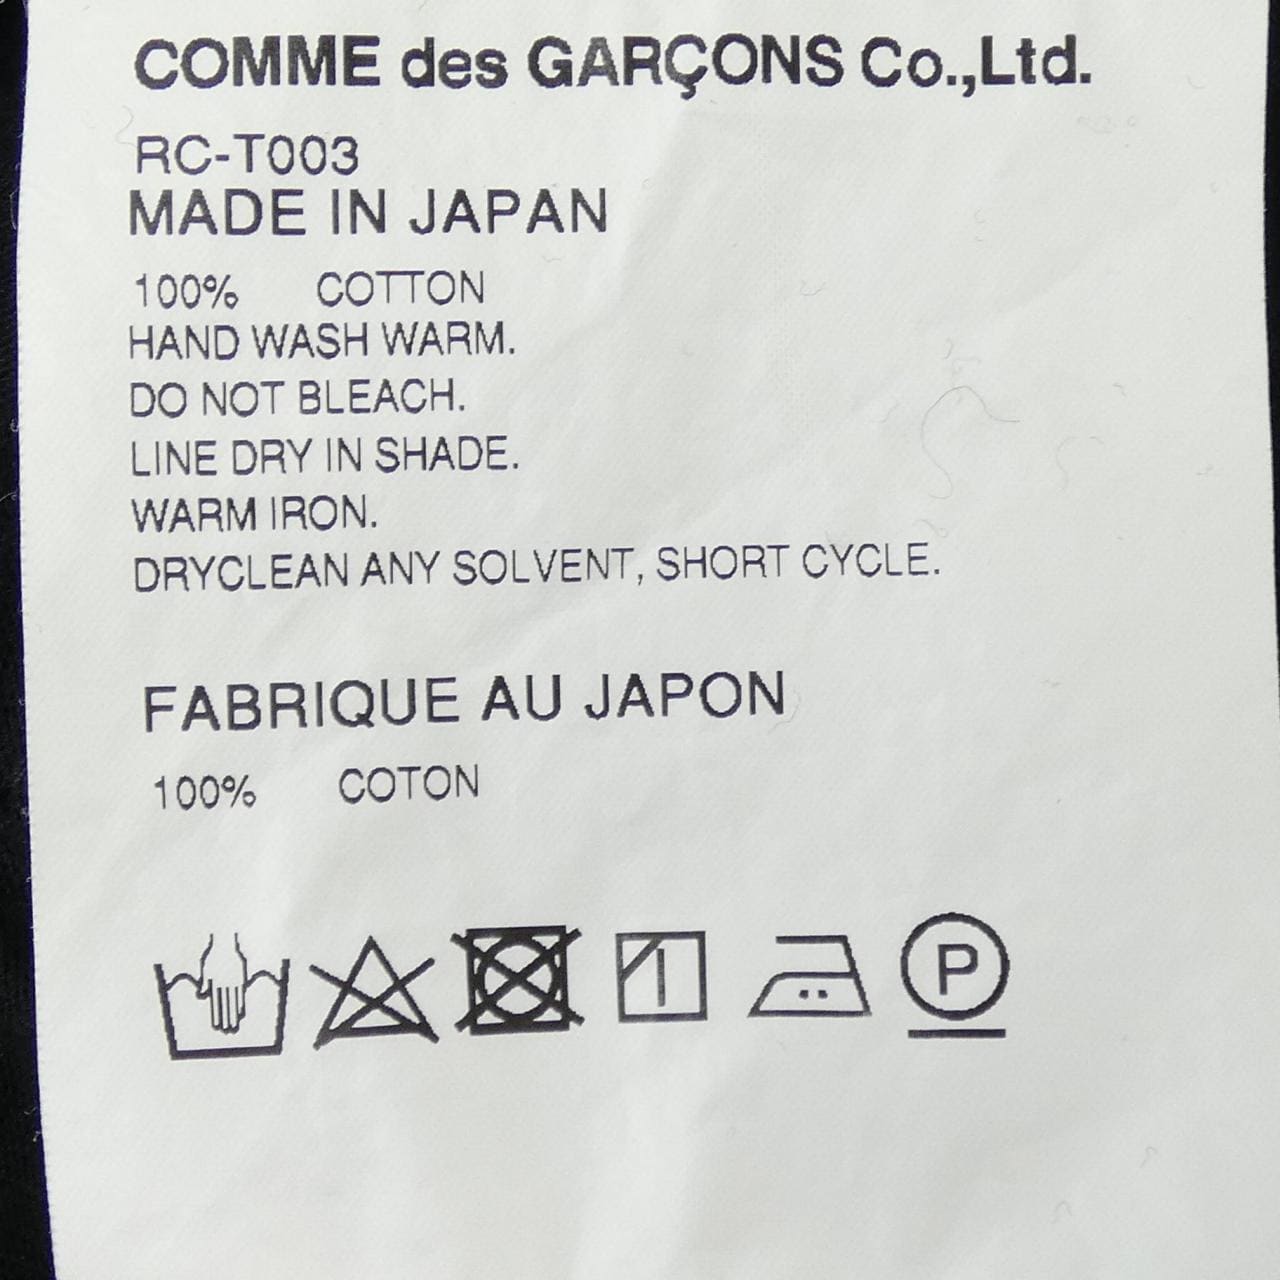 COMME des GARÇONS Co.,Ltd.
RC-T003
MADE IN JAPAN
100% COTTON
HAND WASH WARM.
DO NOT BLEACH.
LINE DRY IN SHADE.
WARM IRON.
DRYCLEAN ANY SOLVENT, SHORT CYCLE.
FABRIQUE AU JAPON
100% COTON
P